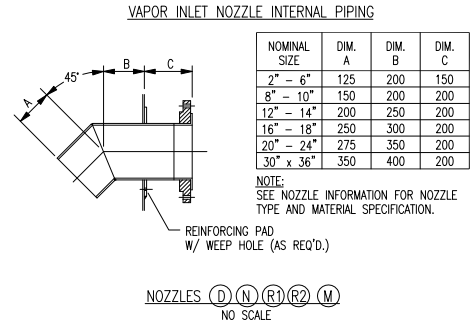 VAPOR INLET NOZZLE INTERNAL PIPING
45°
A
B
C
NOMINAL SIZE DIM. A DIM. B DIM. C
2" - 6" 125 200 150
8" - 10" 150 200 200
12" - 14" 200 250 200
16" - 18" 250 300 200
20" - 24" 275 350 200
30" x 36" 350 400 200
NOTE:
SEE NOZZLE INFORMATION FOR NOZZLE
TYPE AND MATERIAL SPECIFICATION.
REINFORCING PAD
W/ WEEP HOLE (AS REQ'D.)
NOZZLES D N R1 R2 M
NO SCALE